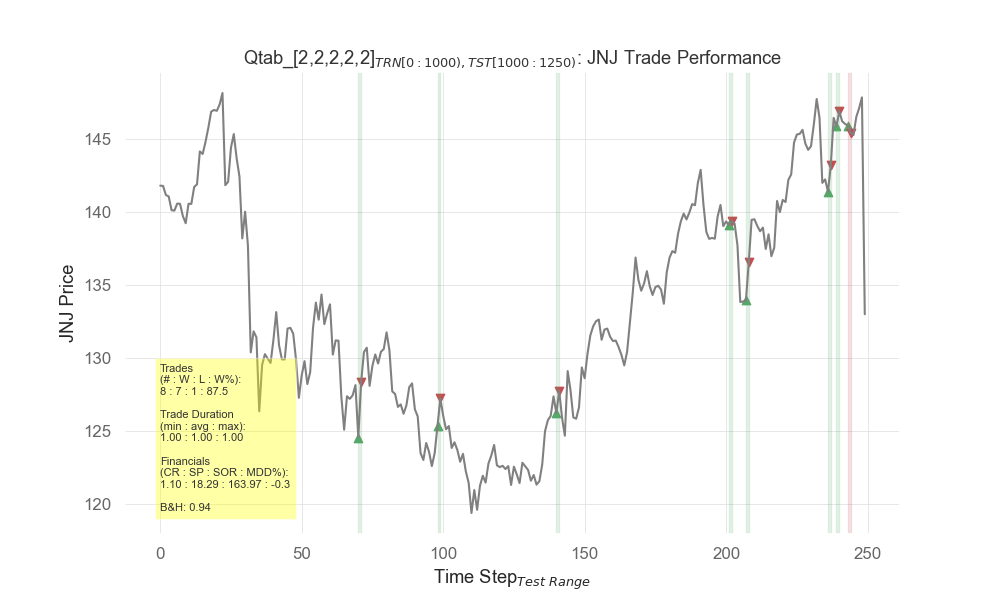 Qtab_[2,2,2,2,2]TRN[0:1000),TST[1000:1250): JNJ Trade Performance
JNJ Price
145
140
135
130
125
120
Trades
(# : W : L : W%):
8 : 7 : 1 : 87.5
Trade Duration
(min : avg : max):
1.00 : 1.00 : 1.00
Financials
(CR : SP : SOR : MDD%):
1.10 : 18.29 : 163.97 : -0.3
B&H: 0.94
0 50 100 150 200 250
Time StepTest Range